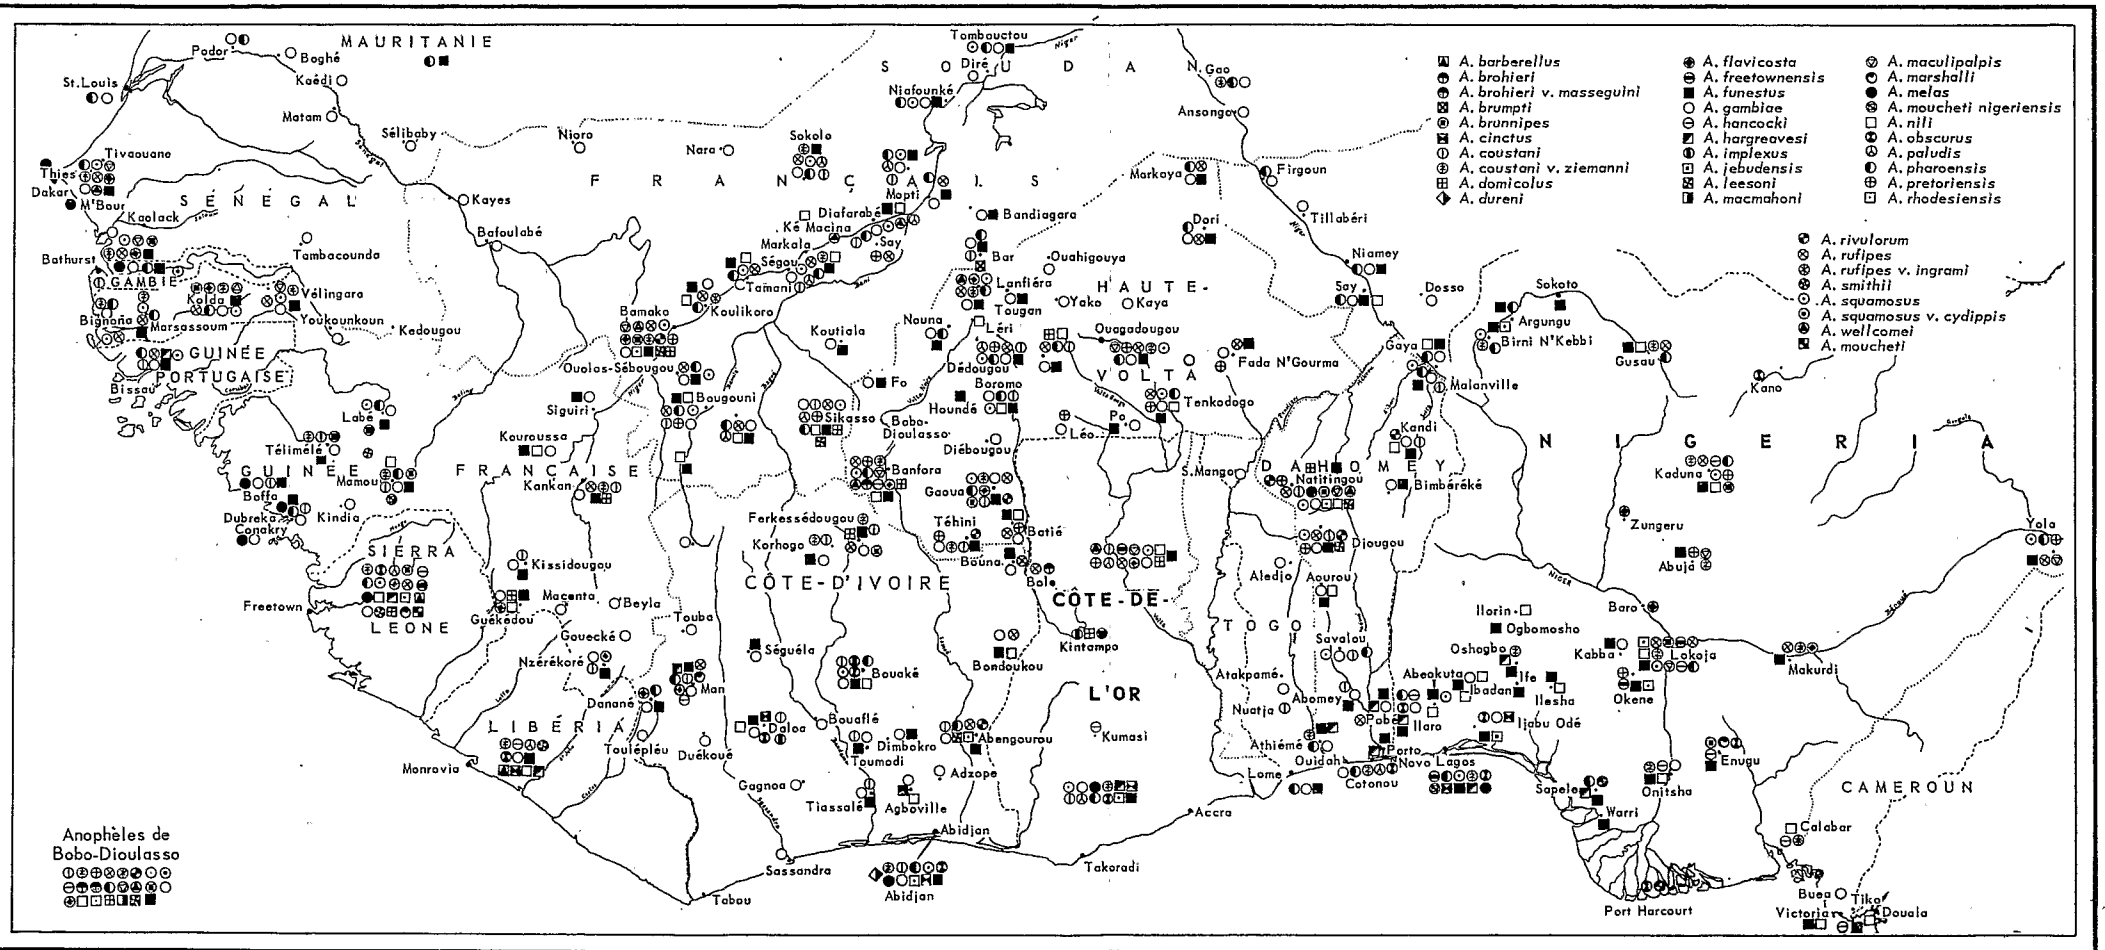 MAURITANIE
Podor
Boghé
Kaédi
St.Louis
Matam
Sélibaby
Sénégal
Nioro
Nara
Tombouctou
Diré
Niger
SOUDAN
Niafounké
Gao
Ansongo
Sokolo
FRANÇAIS
Tivaouane
Thies
Dakar
M'Bour
SÉNÉGAL
Kaolack
Kayes
Bafoulabé
Tambacounda
Bathurst
GAMBIE
Kolda
Vélingara
Bignona
Marsassoum
Youkounkoun
Kedougou
GUINÉE
PORTUGAISE
Bissau
Mopti
Diafarabé
Ké Macina
Markala
Say
Ségou
Tamani
Bani
Koulikoro
Bamako
Ouolos-Sébougou
Bougouni
Bandiagara
Bar
Lanfiéra
Tougan
Léri
Nouna
Koutiala
Dédougou
Boromo
Houndé
Fo
Sikasso
Bobo-
Dioulasso
Diébougou
Banfora
Gaoua
Batié
Markoye
Firgoun
Dori
Tillabéri
Niger
Niamey
Ouahigouya
HAUTE-
VOLTA
Yako
Kaya
Ouagadougou
Say
Dosso
Fada N'Gourma
Tenkodogo
Po
Léo
Gaya
Malanville
Sokoto
Argungu
Birni N'Kebbi
Gusau
Kano
NIGERIA
Kandi
DAHOMEY
S.Mango
Natitingou
Bimbéréké
Djougou
Kaduna
Zungeru
Abuja
Yola
Siguiri
Kouroussa
Labé
Télimélé
GUINÉE
FRANÇAISE
Mamou
Kankan
Boffa
Dubreka
Conakry
Kindia
SIERRA
LEONE
Freetown
Kissidougou
Guékédou
Macenta
Beyla
Gouecké
Nzérékoré
LIBÉRIA
Danané
Monrovia
Toulépléu
Ferkessédougou
Korhogo
Téhini
Bouna
Bole
CÔTE-D'IVOIRE
CÔTE-DE-
L'OR
Touba
Séguéla
Man
Daloa
Duékoué
Bouaké
Bouaflé
Dimbokro
Toumodi
Bondoukou
Kintampo
Abengourou
Adzope
Gagnoa
Tiassalé
Agboville
Abidjan
Abidjan
Sassandra
Tabou
Takoradi
Accra
Kumasi
Aledjo
Aourou
TOGO
Savalou
Atakpamé
Nuatja
Abomey
Athiémé
Ouidah
Lome
Cotonou
Pobé
Porto
Novo
Lagos
Ilaro
Abeokuta
Ibadan
Ijabu Odé
Ilorin
Ogbomosho
Oshogbo
Ife
Ilesha
NIGER
Baro
Kabba
Lokoja
Okene
Makurdi
Bénoué
Enugu
Onitsha
Sapele
Warri
Port Harcourt
CAMEROUN
Calabar
Buea
Tiko
Victoria
Douala
A. barberellus
A. brohieri
A. brohieri v. masseguini
A. brumpti
A. brunnipes
A. cinctus
A. coustani
A. coustani v. ziemanni
A. domicolus
A. dureni
A. flavicosta
A. freetownensis
A. funestus
A. gambiae
A. hancocki
A. hargreavesi
A. implexus
A. jebudensis
A. leesoni
A. macmahoni
A. maculipalpis
A. marshalli
A. melas
A. moucheti nigeriensis
A. nili
A. obscurus
A. paludis
A. pharoensis
A. pretoriensis
A. rhodesiensis
A. rivulorum
A. rufipes
A. rufipes v. ingrami
A. smithii
A. squamosus
A. squamosus v. cydippis
A. wellcomei
A. moucheti
Anophèles de
Bobo-Dioulasso